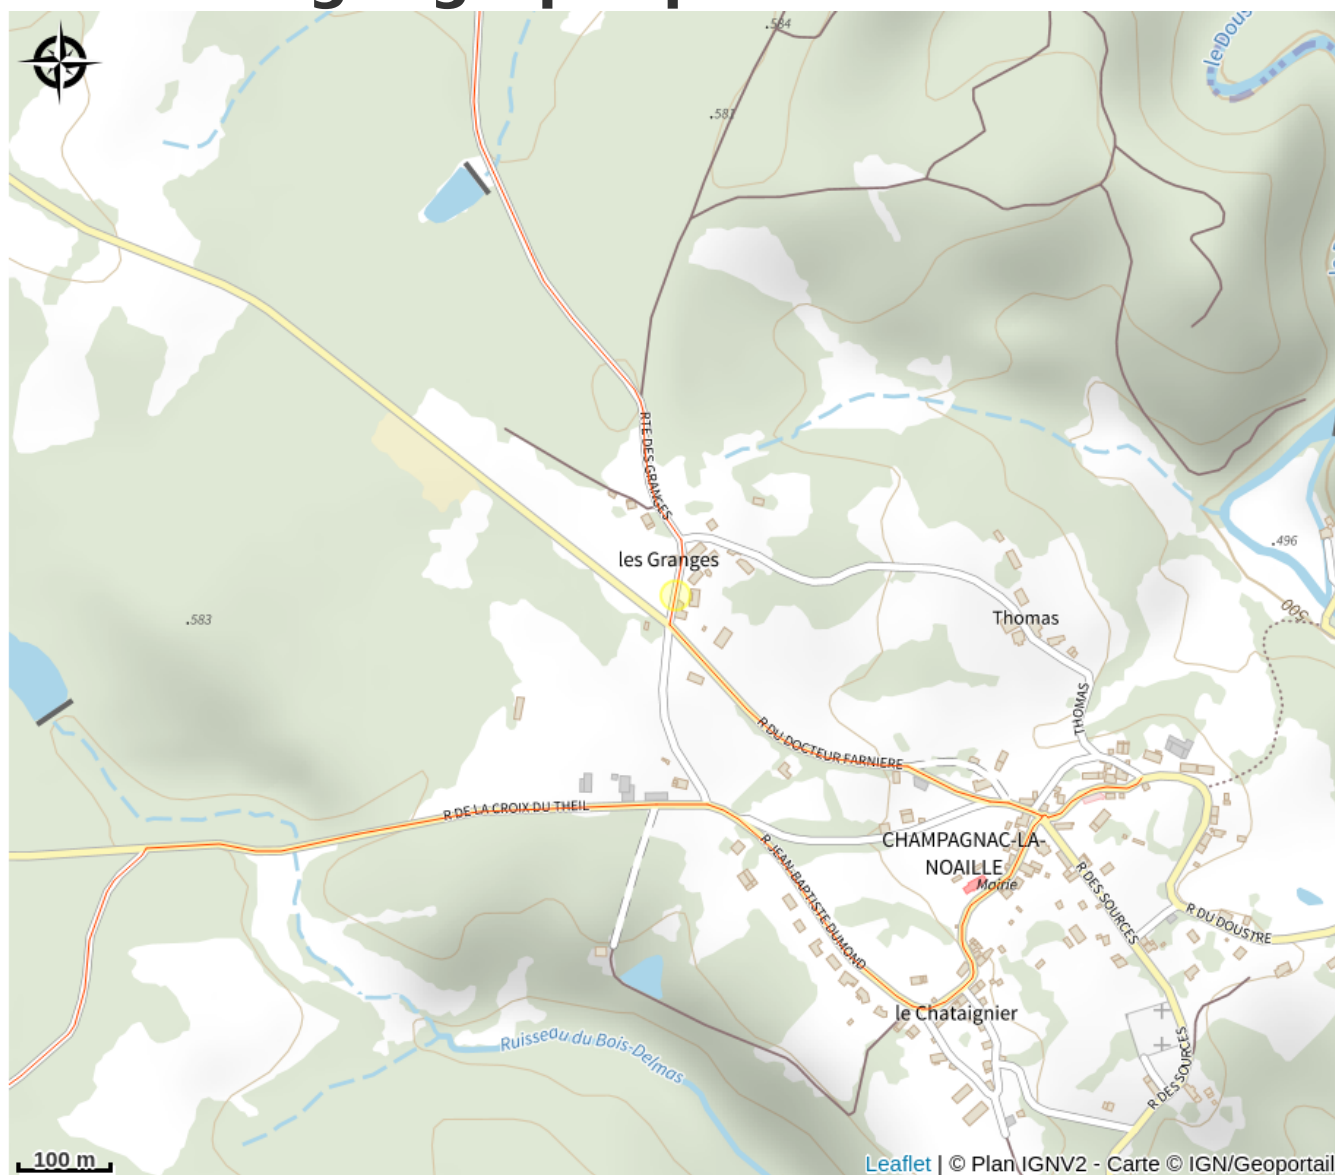 .584
le Dous
.581
RTE DES GRANGES
les Granges
.496
500
.583
Thomas
THOMAS
R DU DOCTEUR FARNIERE
R DE LA CROIX DU THEIL
CHAMPAGNAC-LA-
NOAILLE
Mairie
R JEAN-BAPTISTE DUMOND
R DES SOURCES
R DU DOUSTRE
le Chataignier
Ruisseau du Bois-Delmas
R DES SOURCES
100 m
Leaflet | © Plan IGNV2 - Carte © IGN/Geoportail